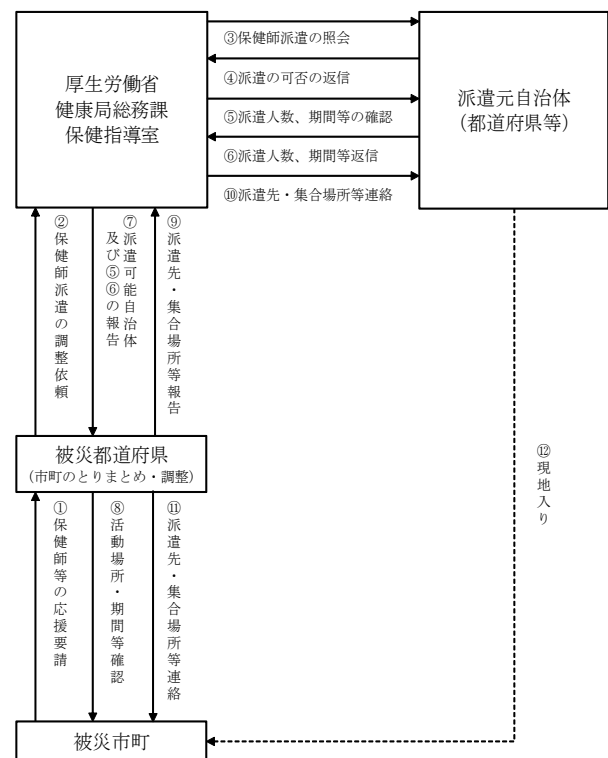 厚生労働省
健康局総務課
保健指導室
③保健師派遣の照会
④派遣の可否の返信
⑤派遣人数、期間等の確認
⑥派遣人数、期間等返信
⑩派遣先・集合場所等連絡
派遣元自治体
(都道府県等)
②保健師派遣の調整依頼
⑦派遣可能自治体
及び⑤⑥の報告
⑨派遣先・集合場所等報告
被災都道府県
(市町のとりまとめ・調整)
⑫現地入り
①保健師等の応援要請
⑧活動場所・期間等確認
⑪派遣先・集合場所等連絡
被災市町